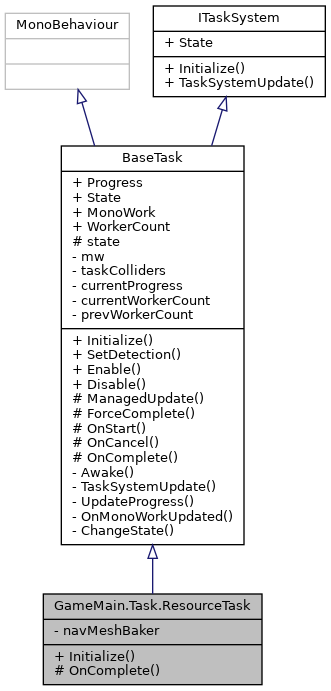 MonoBehaviour
ITaskSystem
+ State
+ Initialize()
+ TaskSystemUpdate()
BaseTask
+ Progress
+ State
+ MonoWork
+ WorkerCount
# state
- mw
- taskColliders
- currentProgress
- currentWorkerCount
- prevWorkerCount
+ Initialize()
+ SetDetection()
+ Enable()
+ Disable()
# ManagedUpdate()
# ForceComplete()
# OnStart()
# OnCancel()
# OnComplete()
- Awake()
- TaskSystemUpdate()
- UpdateProgress()
- OnMonoWorkUpdated()
- ChangeState()
GameMain.Task.ResourceTask
- navMeshBaker
+ Initialize()
# OnComplete()